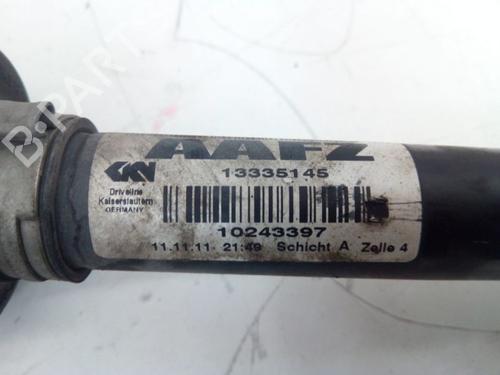 AAFZ
13335145
GKN
Driveline
Kaiserslautern
GERMANY
10243397
11.11.11 21:49 Schicht A Zelle 4
B-PARTS